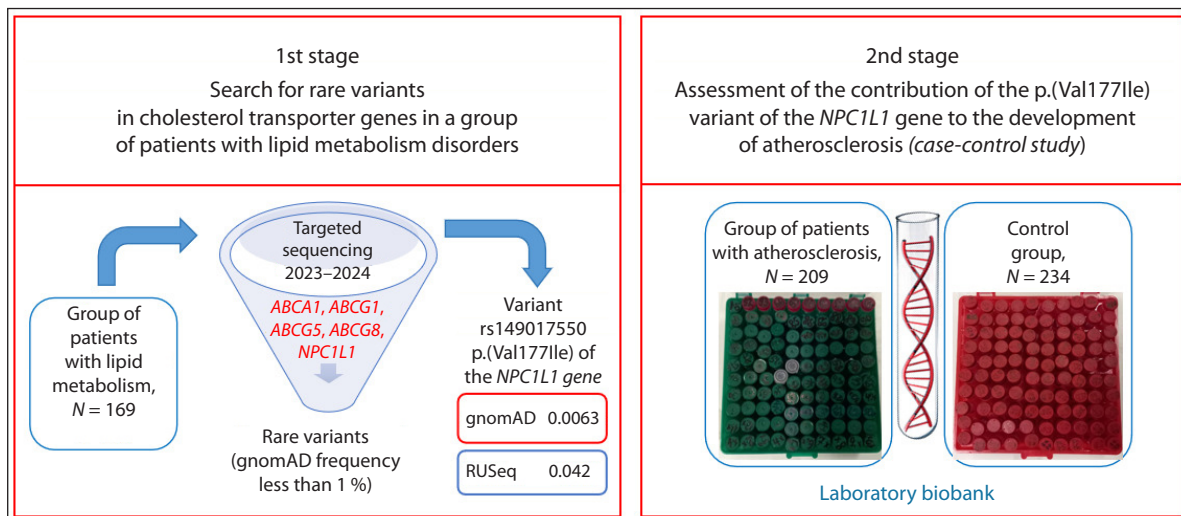 1st stage
Search for rare variants
in cholesterol transporter genes in a group
of patients with lipid metabolism disorders
Group of
patients
with lipid
metabolism,
N = 169
Targeted
sequencing
2023–2024
ABCA1, ABCG1,
ABCG5, ABCG8,
NPC1L1
Rare variants
(gnomAD frequency
less than 1 %)
Variant
rs149017550
p.(Val177Ile) of
the NPC1L1 gene
gnomAD 0.0063
RUSeq 0.042
2nd stage
Assessment of the contribution of the p.(Val177Ile)
variant of the NPC1L1 gene to the development
of atherosclerosis (case-control study)
Group of patients
with atherosclerosis,
N = 209
Control
group,
N = 234
Laboratory biobank